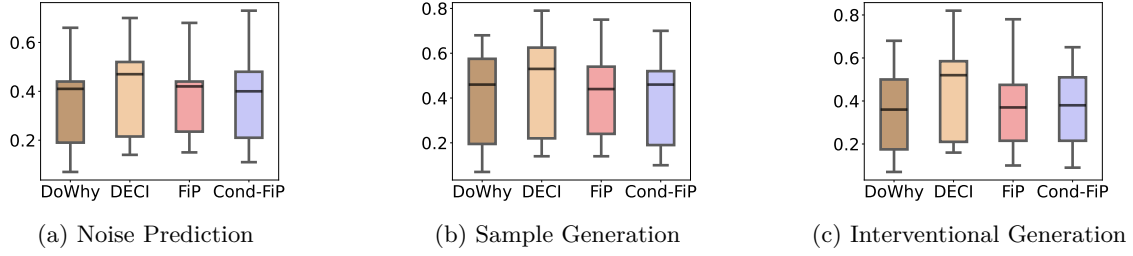 0.6
0.4
0.2
DoWhy DECI FiP Cond-FiP
(a) Noise Prediction
0.8
0.6
0.4
0.2
DoWhy DECI FiP Cond-FiP
(b) Sample Generation
0.8
0.6
0.4
0.2
DoWhy DECI FiP Cond-FiP
(c) Interventional Generation